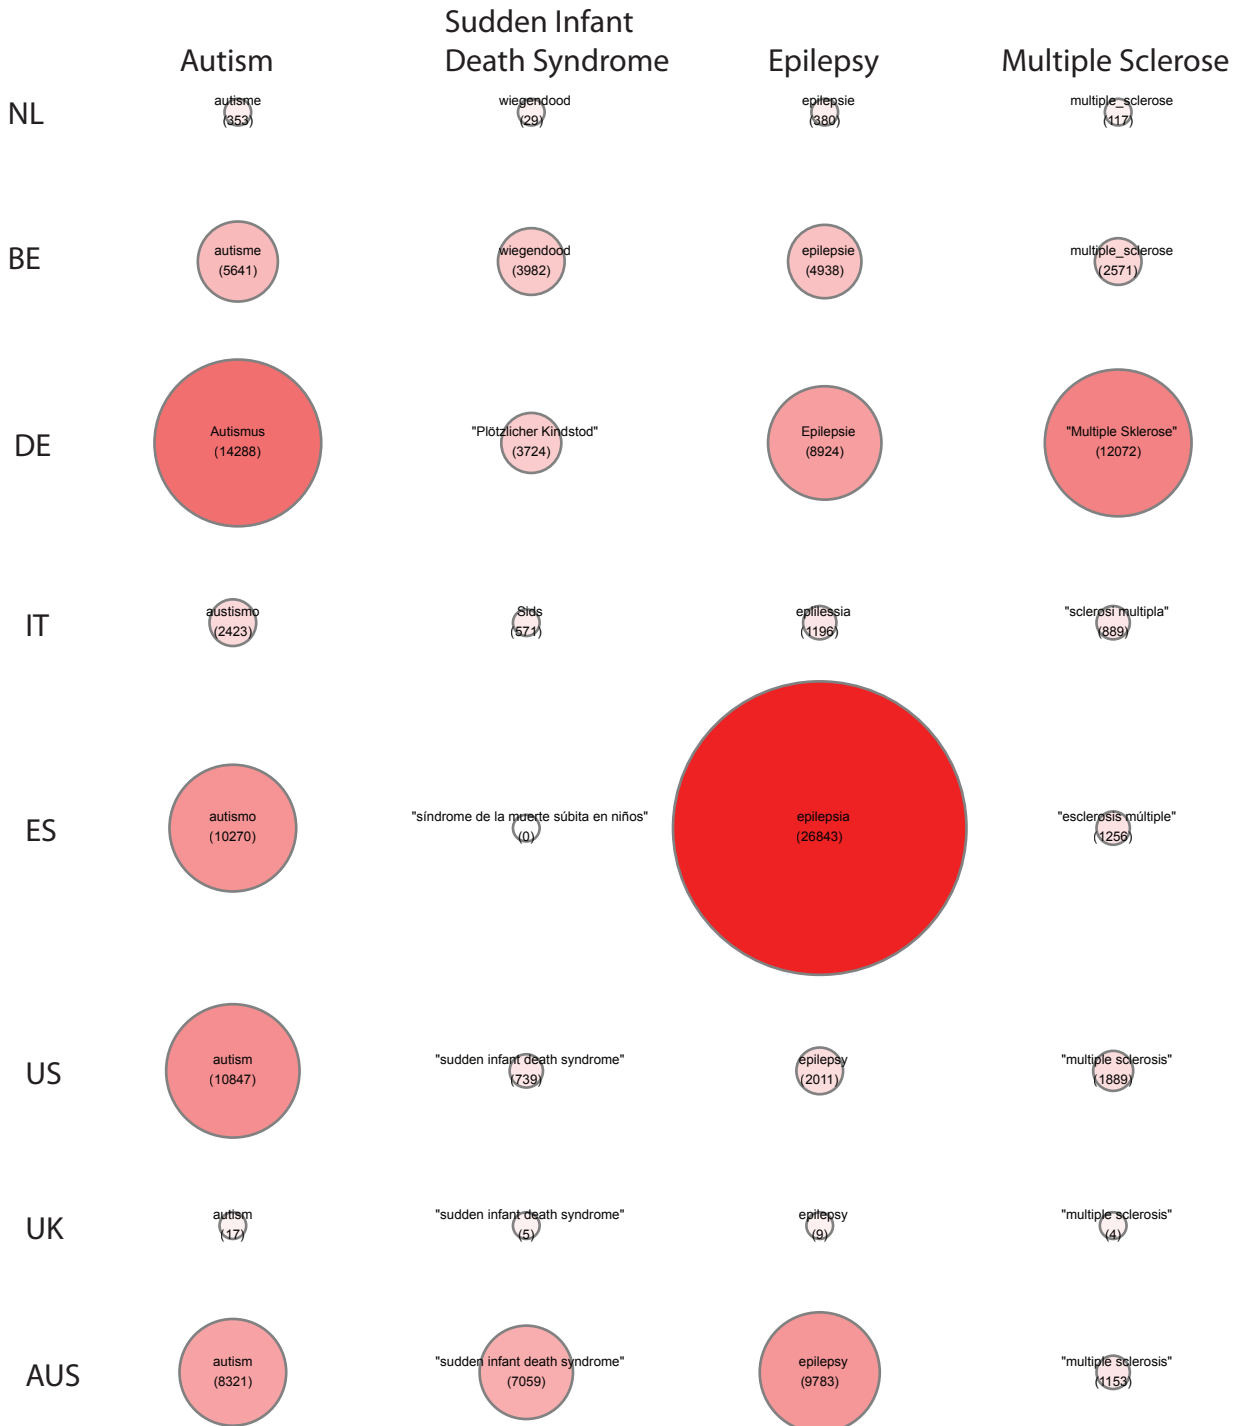 Sudden Infant
Autism Death Syndrome Epilepsy Multiple Sclerose
NL
autisme wiegendood epilepsie multiple_sclerose
(353) (29) (380) (117)
BE
autisme wiegendood epilepsie multiple_sclerose
(5641) (3982) (4938) (2571)
DE
Autismus "Plötzlicher Kindstod" Epilepsie "Multiple Sklerose"
(14288) (3724) (8924) (12072)
IT
austismo Sids eplilessia "sclerosi multipla"
(2423) (571) (1196) (889)
ES
autismo "síndrome de la muerte súbita en niños" epilepsia "esclerosis múltiple"
(10270) (0) (26843) (1256)
US
autism "sudden infant death syndrome" epilepsy "multiple sclerosis"
(10847) (739) (2011) (1889)
UK
autism "sudden infant death syndrome" epilepsy "multiple sclerosis"
(17) (5) (9) (4)
AUS
autism "sudden infant death syndrome" epilepsy "multiple sclerosis"
(8321) (7059) (9783) (1153)